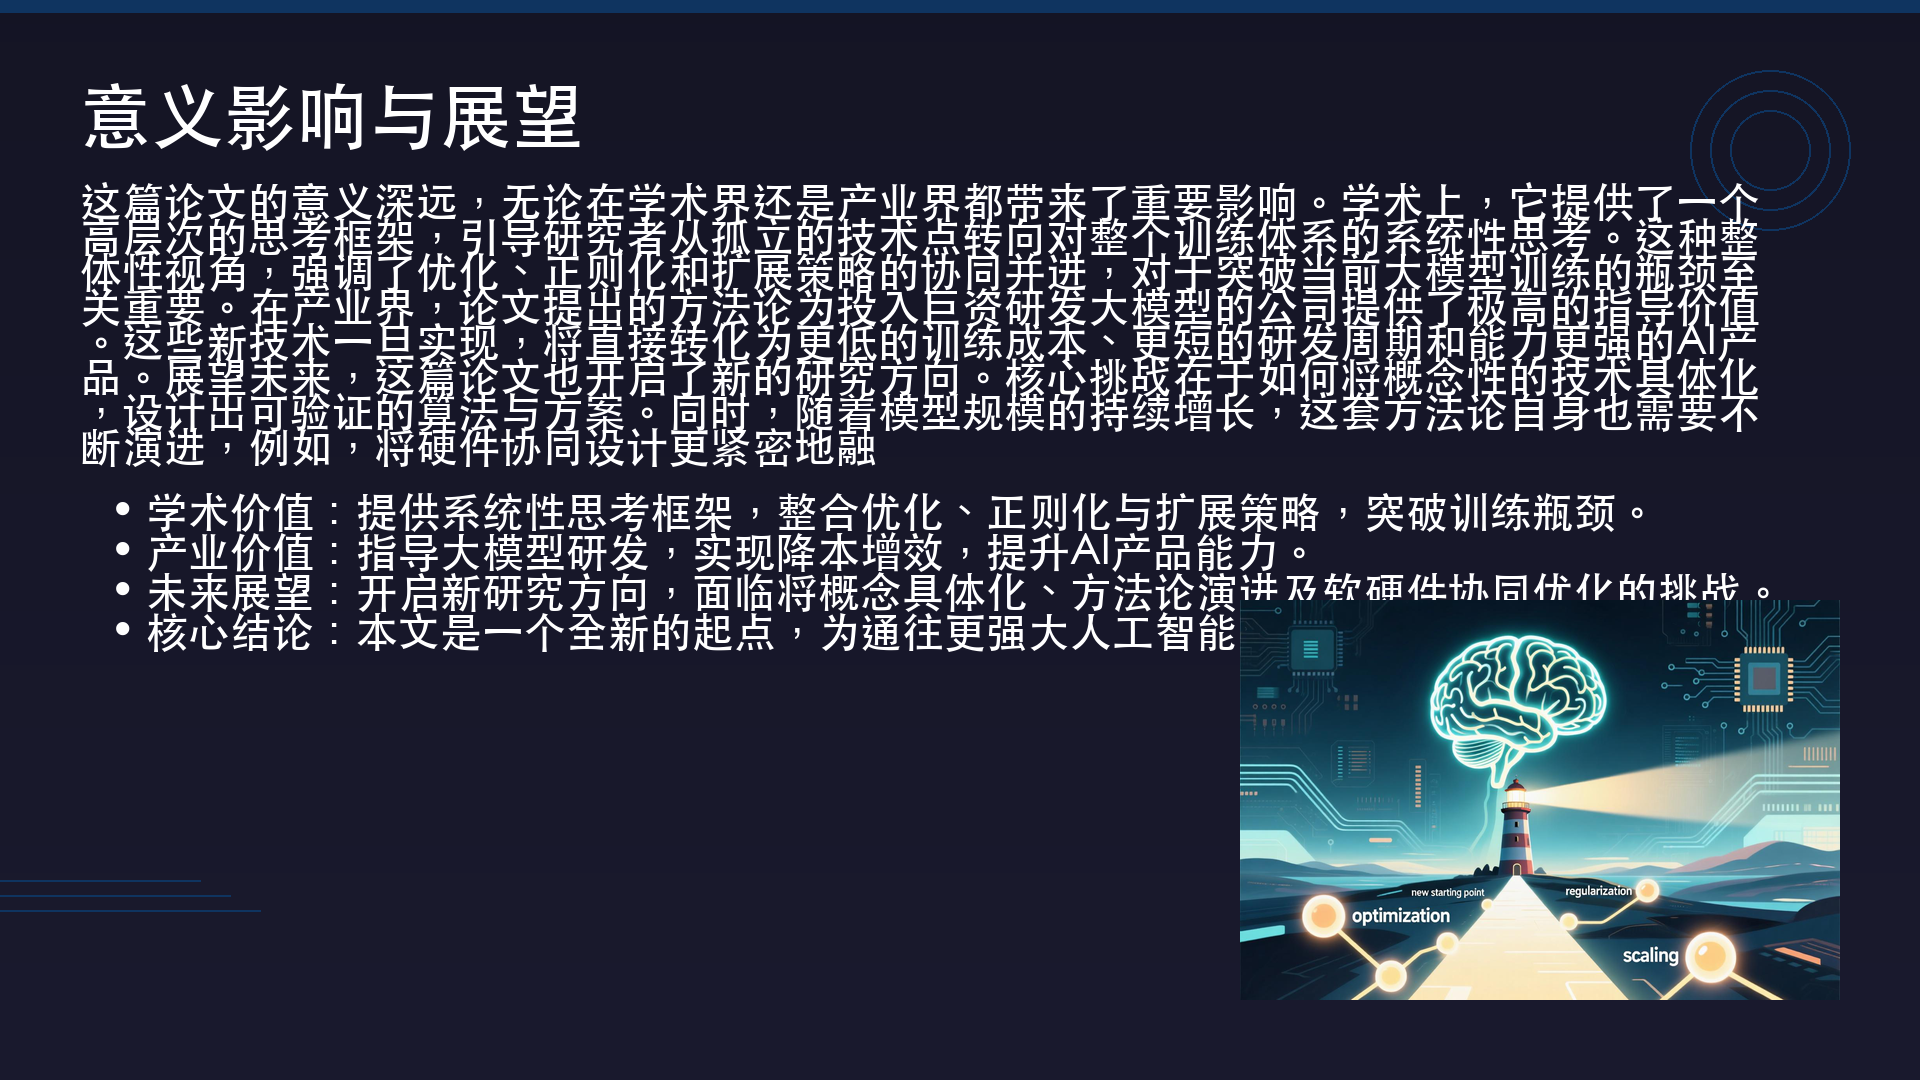 意义影响与展望
这篇论文的意义深远，无论在学术界还是产业界都带来了重要影响。学术上，它提供了一个
高层次的思考框架，引导研究者从孤立的技术点转向对整个训练体系的系统性思考。这种整
体性视角，强调了优化、正则化和扩展策略的协同并进，对于突破当前大模型训练的瓶颈至
关重要。在产业界，论文提出的方法论为投入巨资研发大模型的公司提供了极高的指导价值
。这些新技术一旦实现，将直接转化为更低的训练成本、更短的研发周期和能力更强的AI产
品。展望未来，这篇论文也开启了新的研究方向。核心挑战在于如何将概念性的技术具体化
，设计出可验证的算法与方案。同时，随着模型规模的持续增长，这套方法论自身也需要不
断演进，例如，将硬件协同设计更紧密地融
• 学术价值：提供系统性思考框架，整合优化、正则化与扩展策略，突破训练瓶颈。
• 产业价值：指导大模型研发，实现降本增效，提升AI产品能力。
• 未来展望：开启新研究方向，面临将概念具体化、方法论演进及软硬件协同优化的挑战。
• 核心结论：本文是一个全新的起点，为通往更强大人工智能
new starting point
regularization
optimization
scaling